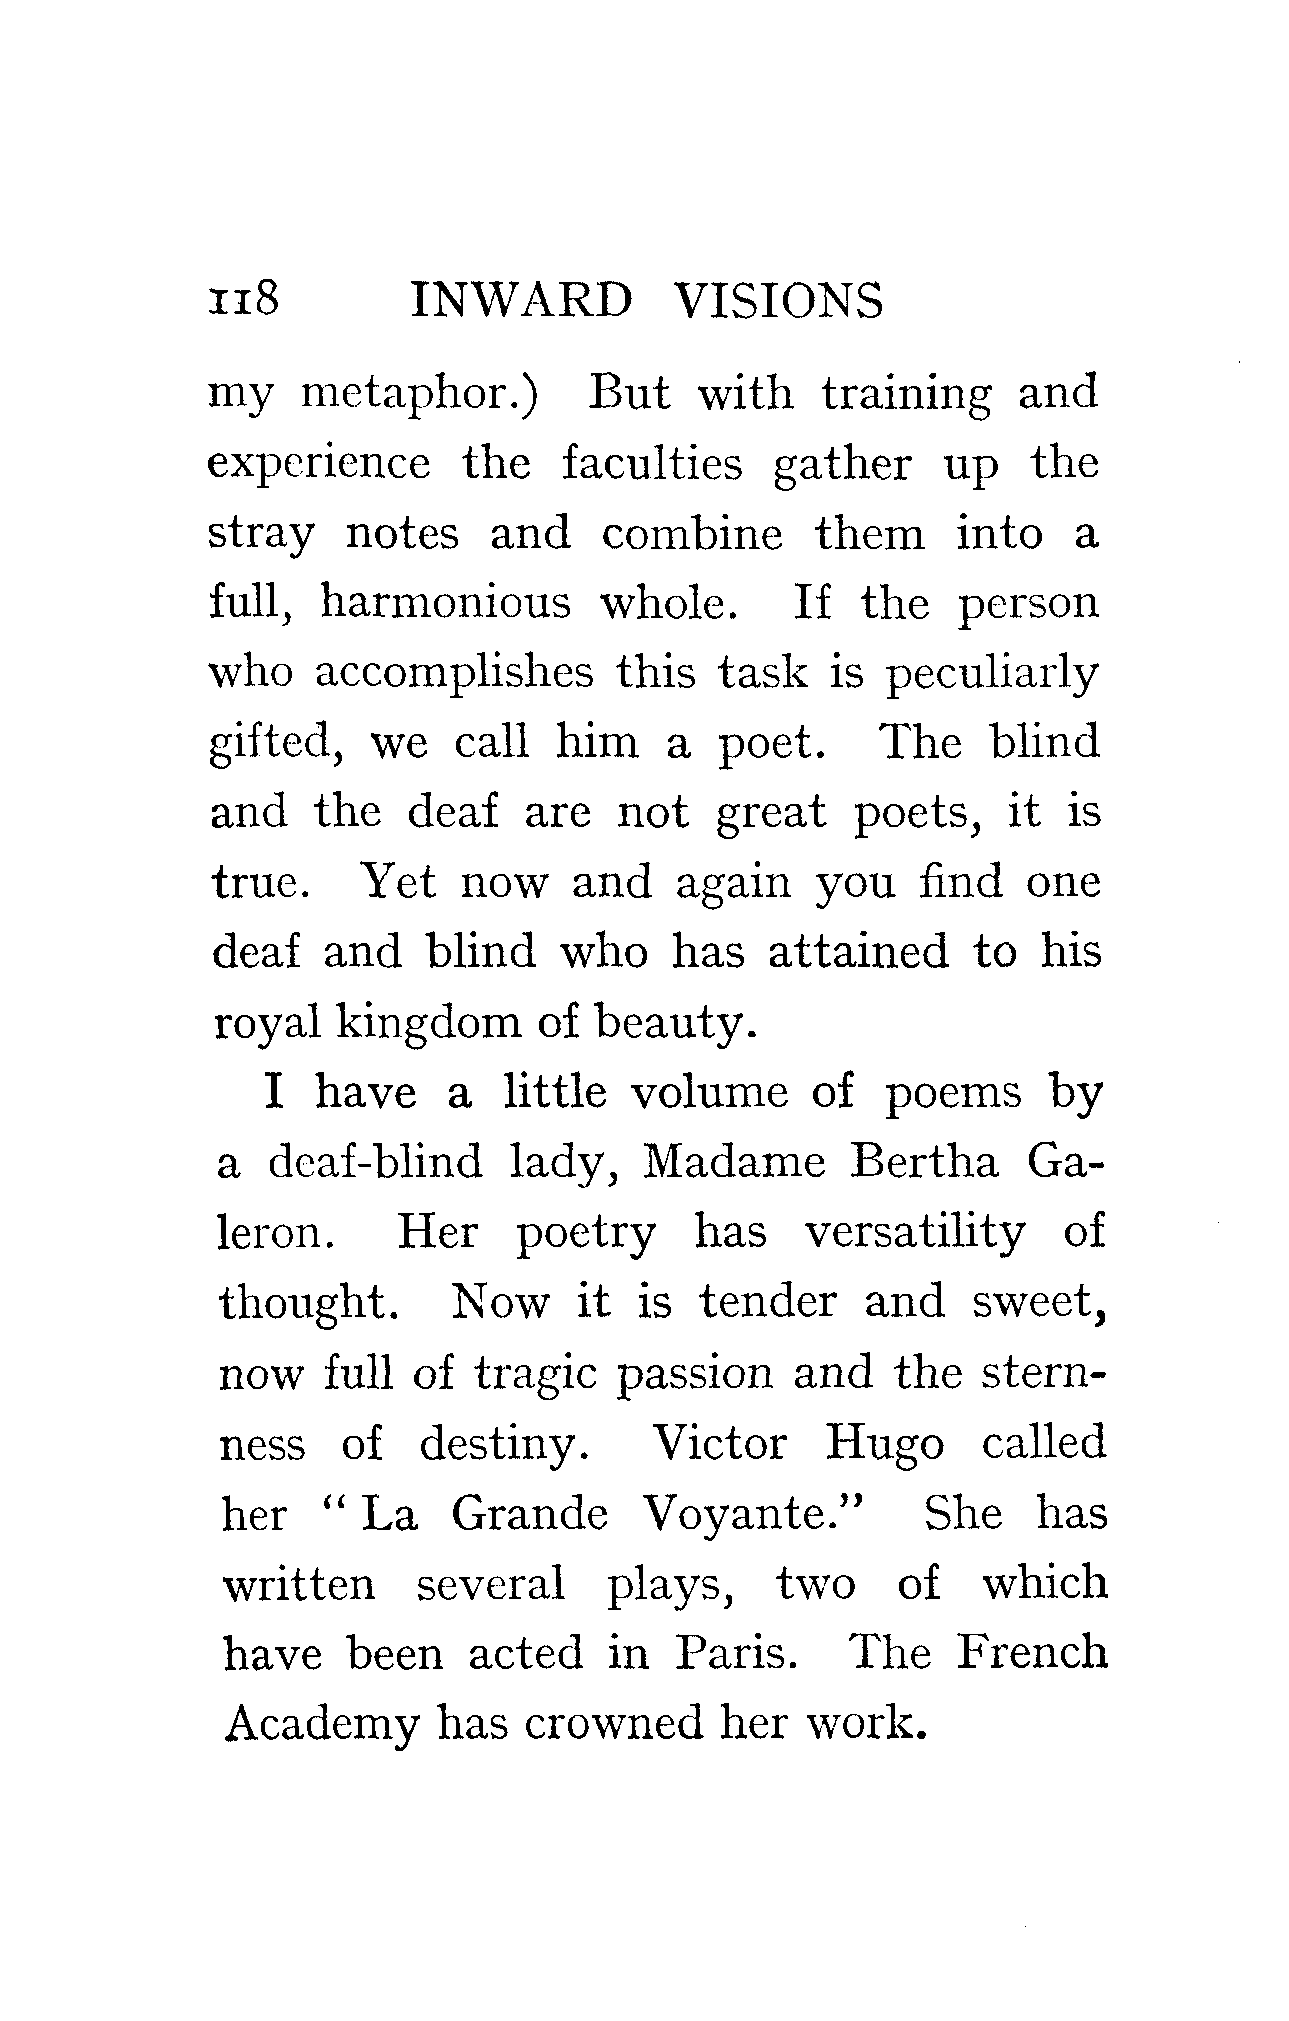 118 INWARD VISIONS
my metaphor.) But with training and
experience the faculties gather up the
stray notes and combine them into a
full, harmonious whole. If the person
who accomplishes this task is peculiarly
gifted, we call him a poet. The blind
and the deaf are not great poets, it is
true. Yet now and again you find one
deaf and blind who has attained to his
royal kingdom of beauty.
I have a little volume of poems by
a deaf-blind lady, Madame Bertha Ga-
leron. Her poetry has versatility of
thought. Now it is tender and sweet,
now full of tragic passion and the stern-
ness of destiny. Victor Hugo called
her “ La Grande Voyante.” She has
written several plays, two of which
have been acted in Paris. The French
Academy has crowned her work.